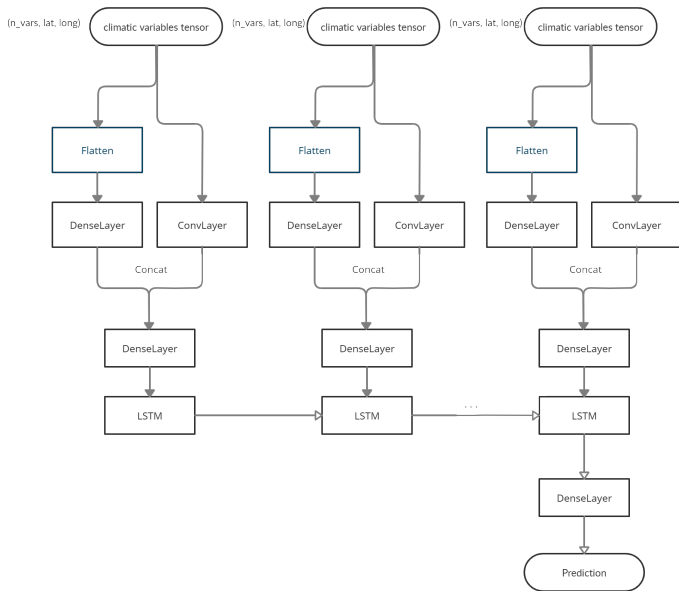 (n_vars, lat, long)
climatic variables tensor
(n_vars, lat, long)
climatic variables tensor
(n_vars, lat, long)
climatic variables tensor
Flatten
Flatten
Flatten
DenseLayer
ConvLayer
DenseLayer
ConvLayer
DenseLayer
ConvLayer
Concat
Concat
Concat
DenseLayer
DenseLayer
DenseLayer
LSTM
LSTM
. . .
LSTM
DenseLayer
Prediction